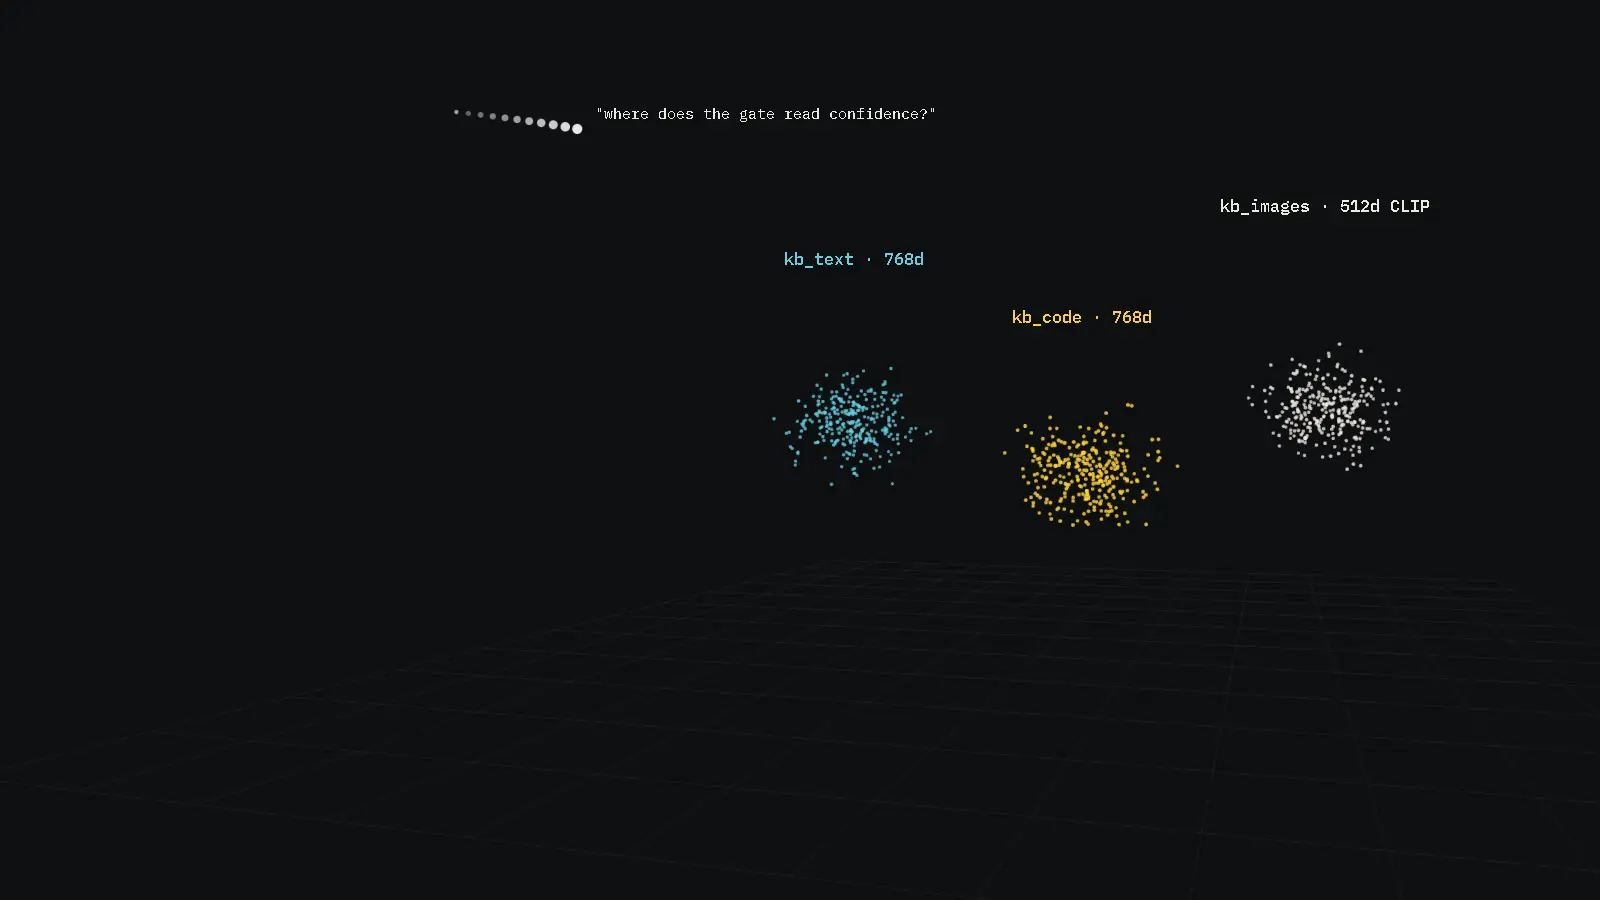 "where does the gate read confidence?"
kb_images · 512d CLIP
kb_text · 768d
kb_code · 768d